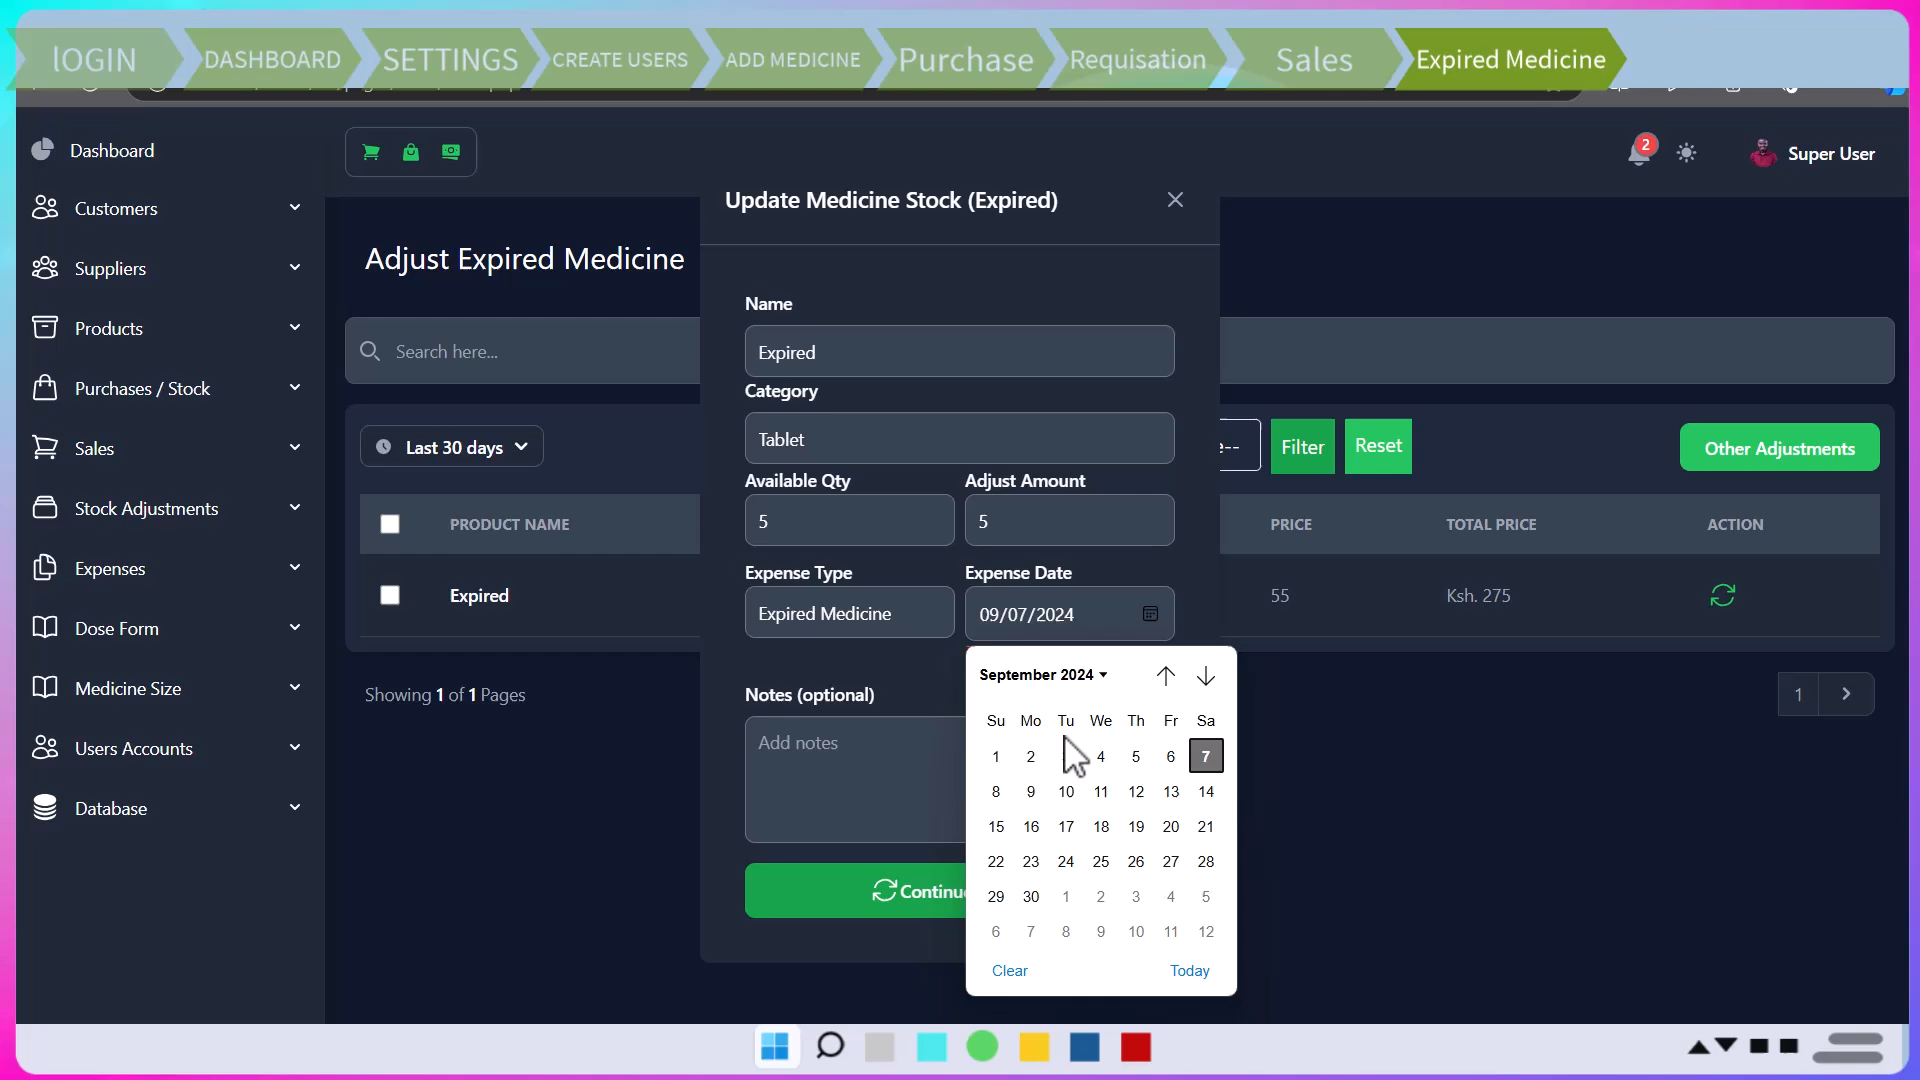 lOGIN
DASHBOARD
SETTINGS
CREATE USERS
ADD MEDICINE
Purchase
Requisation
Sales
Expired Medicine
Dashboard
2
Super User
Customers
Suppliers
Products
Purchases / Stock
Sales
Stock Adjustments
Expenses
Dose Form
Medicine Size
Users Accounts
Database
Adjust Expired Medicine
Search here...
Last 30 days
e--
Filter
Reset
Other Adjustments
PRODUCT NAME
PRICE
TOTAL PRICE
ACTION
Expired
55
Ksh. 275
Showing 1 of 1 Pages
1
Update Medicine Stock (Expired)
Name
Expired
Category
Tablet
Available Qty
Adjust Amount
5
5
Expense Type
Expense Date
Expired Medicine
09/07/2024
Notes (optional)
Add notes
Continue
September 2024
Su Mo Tu We Th Fr Sa
1 2 4 5 6 7
8 9 10 11 12 13 14
15 16 17 18 19 20 21
22 23 24 25 26 27 28
29 30 1 2 3 4 5
6 7 8 9 10 11 12
Clear
Today